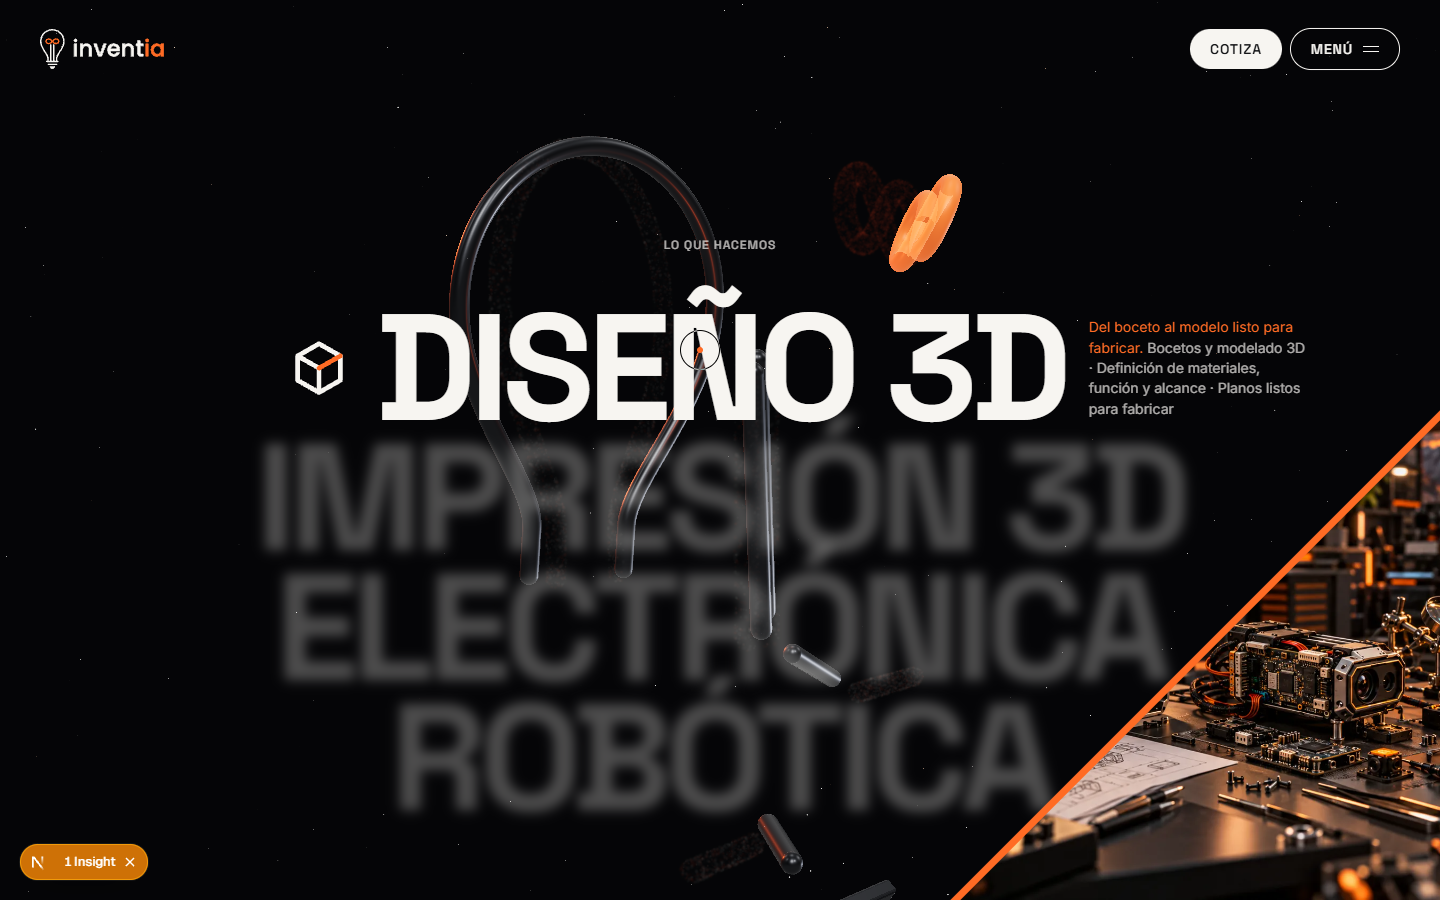 inventia
COTIZA
MENÚ
LO QUE HACEMOS
DISEÑO 3D
Del boceto al modelo listo para
fabricar. Bocetos y modelado 3D
· Definición de materiales,
función y alcance · Planos listos
para fabricar
IMPRESIÓN 3D
ELECTRÓNICA
ROBÓTICA
1 Insight